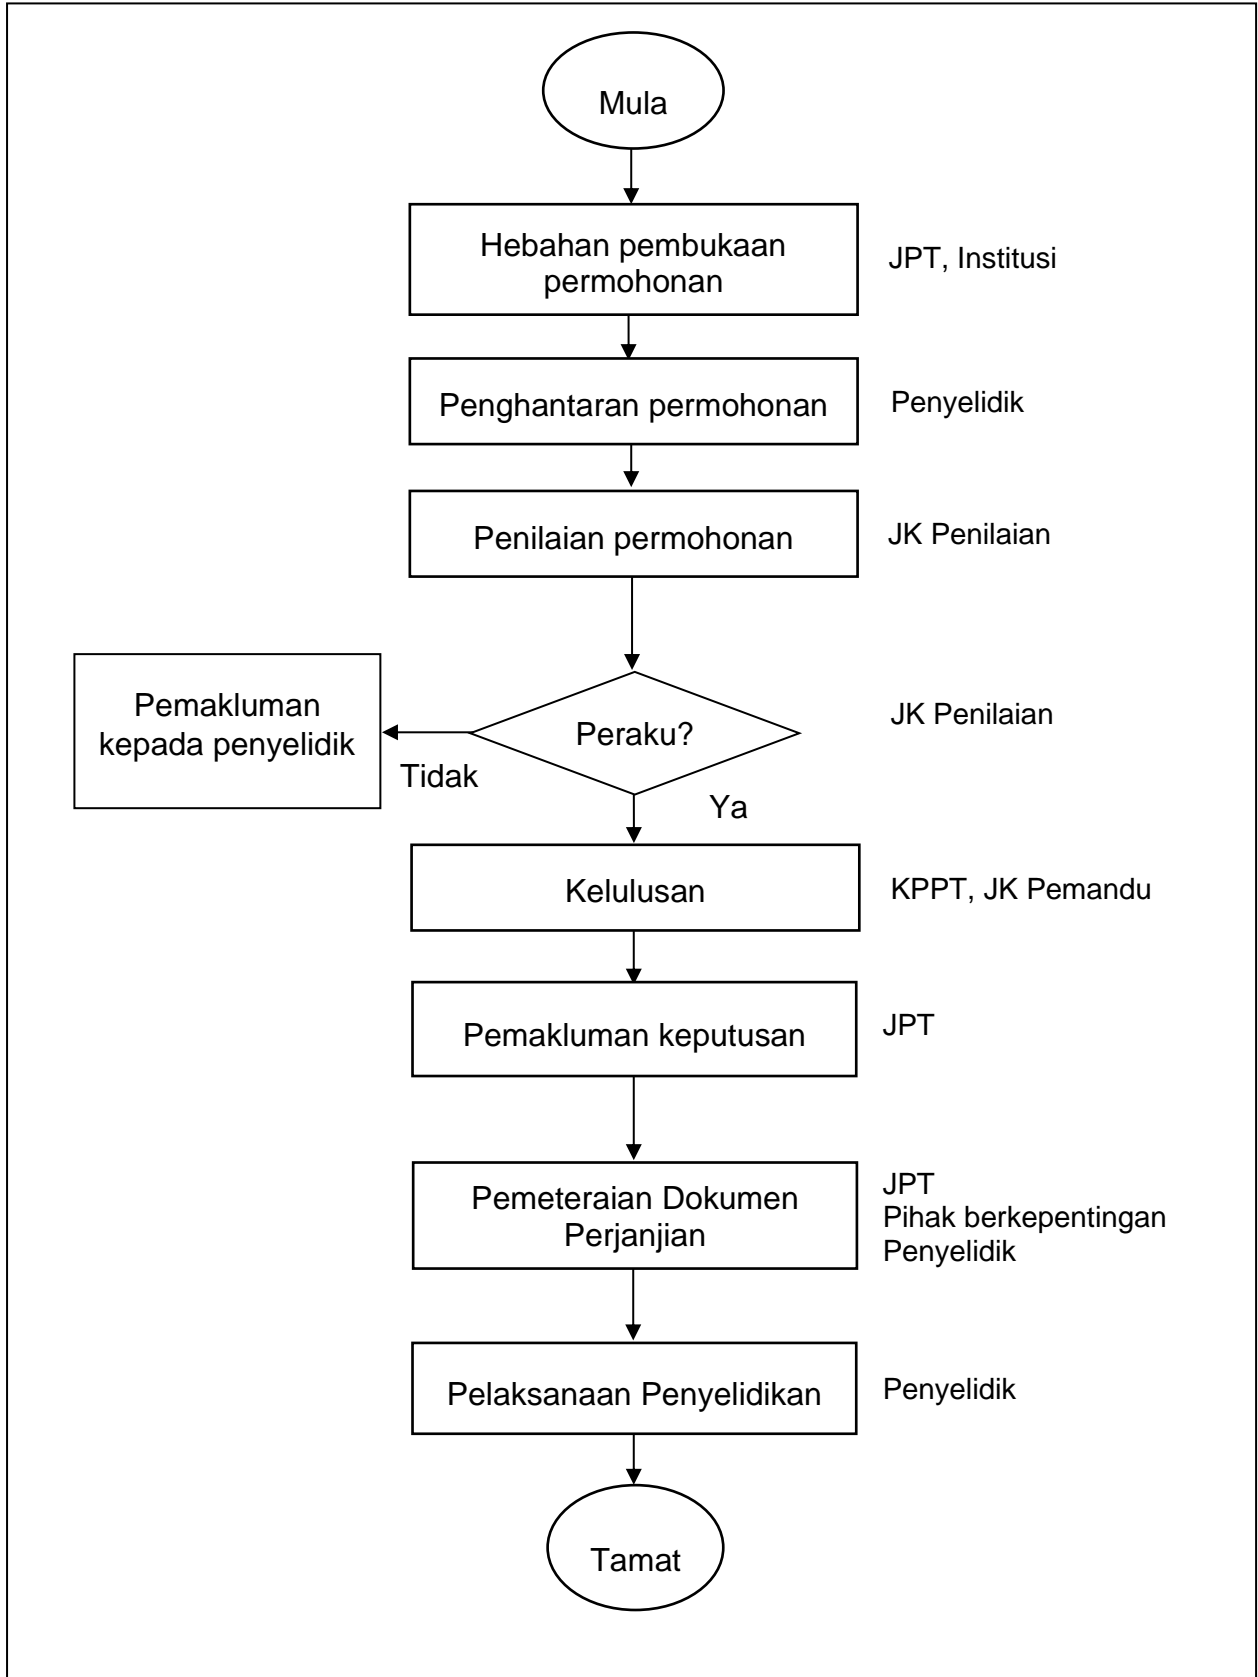 Mula
Hebahan pembukaan
permohonan
JPT, Institusi
Penghantaran permohonan
Penyelidik
Penilaian permohonan
JK Penilaian
Pemakluman
kepada penyelidik
Peraku?
JK Penilaian
Tidak
Ya
Kelulusan
KPPT, JK Pemandu
Pemakluman keputusan
JPT
Pemeteraian Dokumen
Perjanjian
JPT
Pihak berkepentingan
Penyelidik
Pelaksanaan Penyelidikan
Penyelidik
Tamat